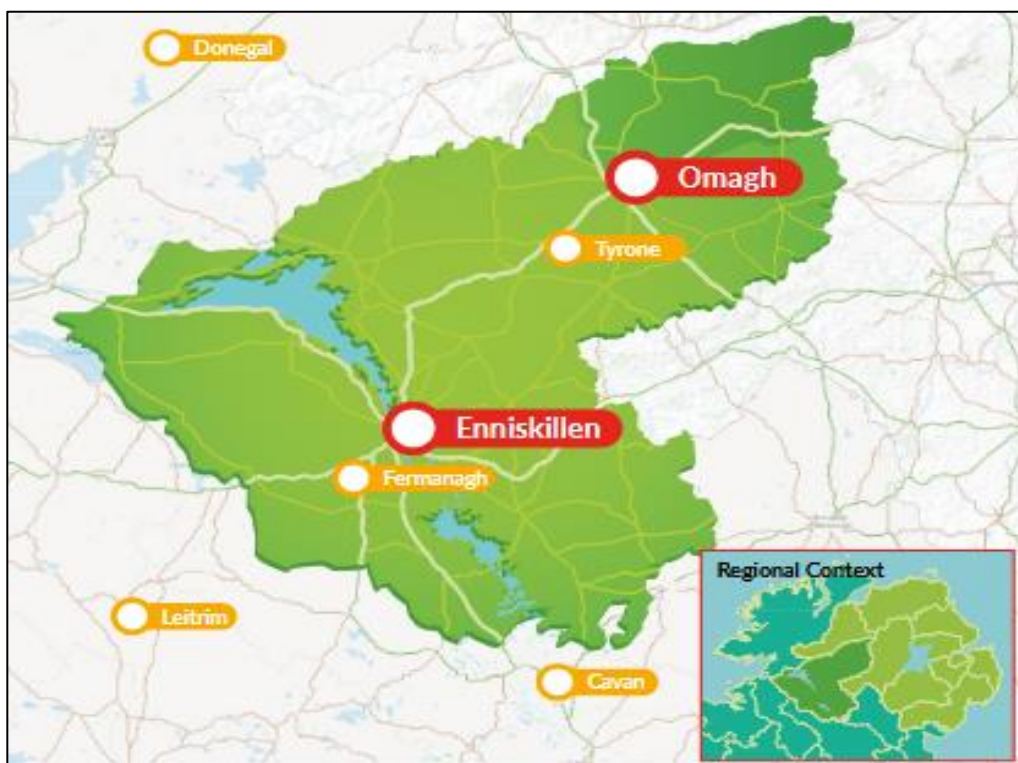 Donegal
Omagh
Tyrone
Enniskillen
Fermanagh
Regional Context
Leitrim
Cavan